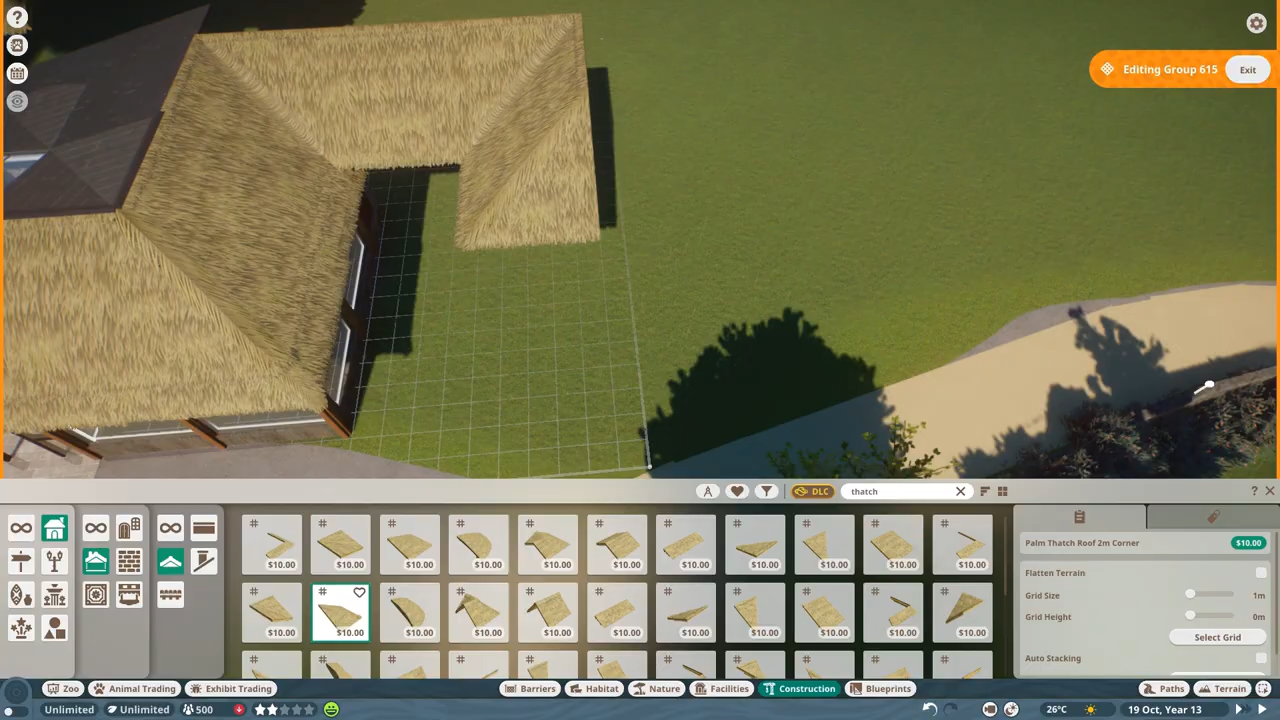 ?
Editing Group 615
Exit
DLC
thatch
?
$10.00 $10.00 $10.00 $10.00 $10.00 $10.00 $10.00 $10.00 $10.00 $10.00 $10.00
$10.00 $10.00 $10.00 $10.00 $10.00 $10.00 $10.00 $10.00 $10.00 $10.00 $10.00
Palm Thatch Roof 2m Corner
$10.00
Flatten Terrain
Grid Size
1m
Grid Height
0m
Select Grid
Auto Stacking
Zoo
Animal Trading
Exhibit Trading
Barriers
Habitat
Nature
Facilities
Construction
Blueprints
Paths
Terrain
Unlimited
Unlimited
500
26°C
19 Oct, Year 13